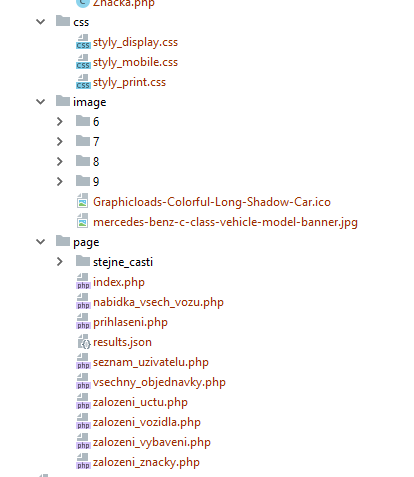 Znacka.php
css
styly_display.css
styly_mobile.css
styly_print.css
image
6
7
8
9
Graphicloads-Colorful-Long-Shadow-Car.ico
mercedes-benz-c-class-vehicle-model-banner.jpg
page
stejne_casti
index.php
nabidka_vsech_vozu.php
prihlaseni.php
results.json
seznam_uzivatelu.php
vsechny_objednavky.php
zalozeni_uctu.php
zalozeni_vozidla.php
zalozeni_vybaveni.php
zalozeni_znacky.php